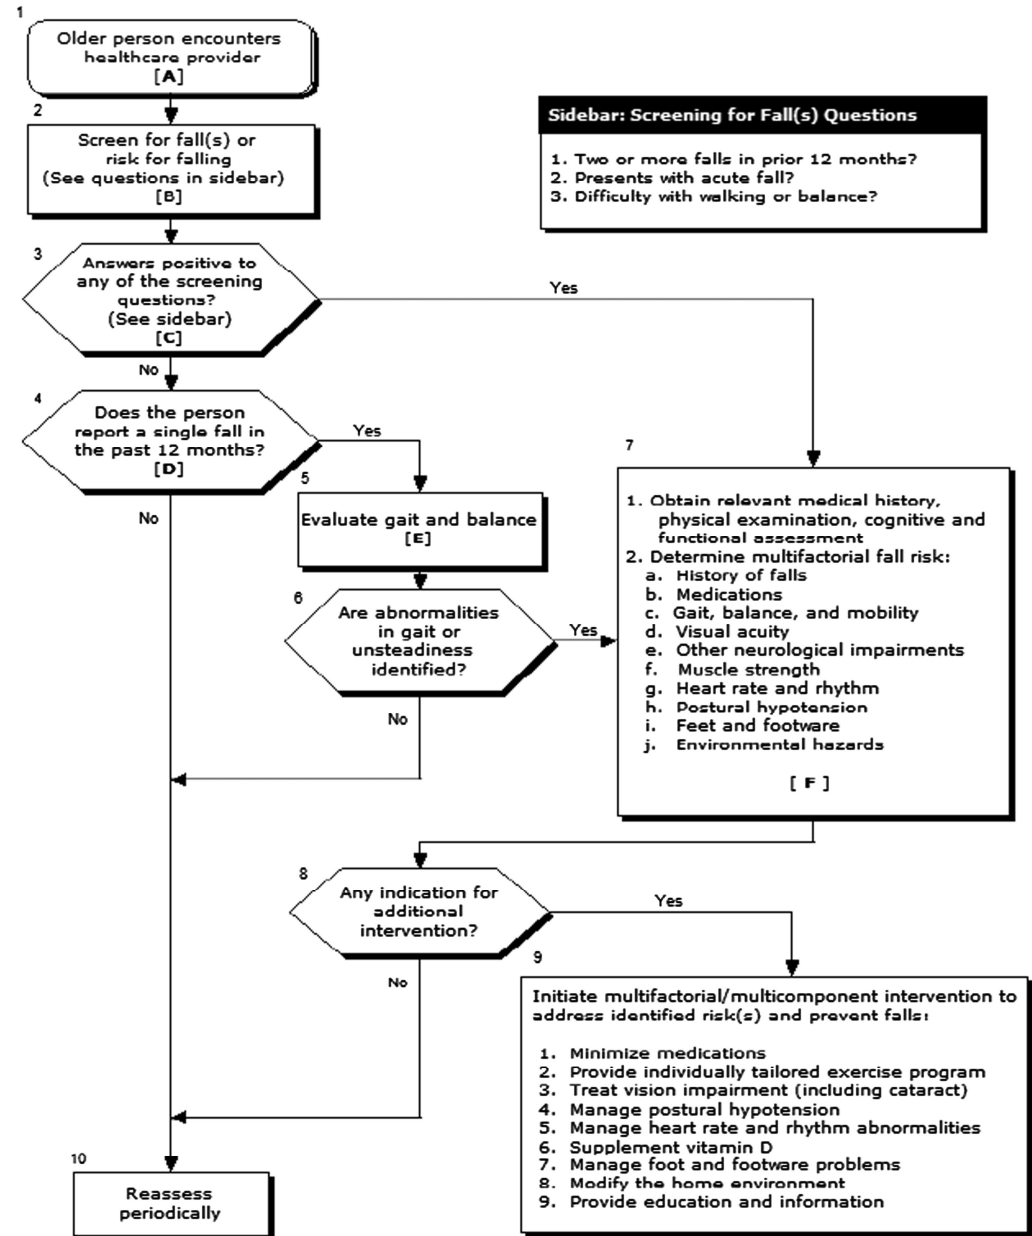 1
Older person encounters
healthcare provider
[A]
2
Screen for fall(s) or
risk for falling
(See questions in sidebar)
[B]
Sidebar: Screening for Fall(s) Questions
1. Two or more falls in prior 12 months?
2. Presents with acute fall?
3. Difficulty with walking or balance?
3
Answers positive to
any of the screening
questions?
(See sidebar)
[C]
Yes
No
4
Does the person
report a single fall in
the past 12 months?
[D]
Yes
No
5
Evaluate gait and balance
[E]
6
Are abnormalities
in gait or
unsteadiness
identified?
Yes
No
7
1. Obtain relevant medical history,
physical examination, cognitive and
functional assessment
2. Determine multifactorial fall risk:
a. History of falls
b. Medications
c. Gait, balance, and mobility
d. Visual acuity
e. Other neurological impairments
f. Muscle strength
g. Heart rate and rhythm
h. Postural hypotension
i. Feet and footware
j. Environmental hazards
[ F ]
8
Any indication for
additional
intervention?
Yes
No
9
Initiate multifactorial/multicomponent intervention to
address identified risk(s) and prevent falls:
1. Minimize medications
2. Provide individually tailored exercise program
3. Treat vision impairment (including cataract)
4. Manage postural hypotension
5. Manage heart rate and rhythm abnormalities
6. Supplement vitamin D
7. Manage foot and footware problems
8. Modify the home environment
9. Provide education and information
10
Reassess
periodically